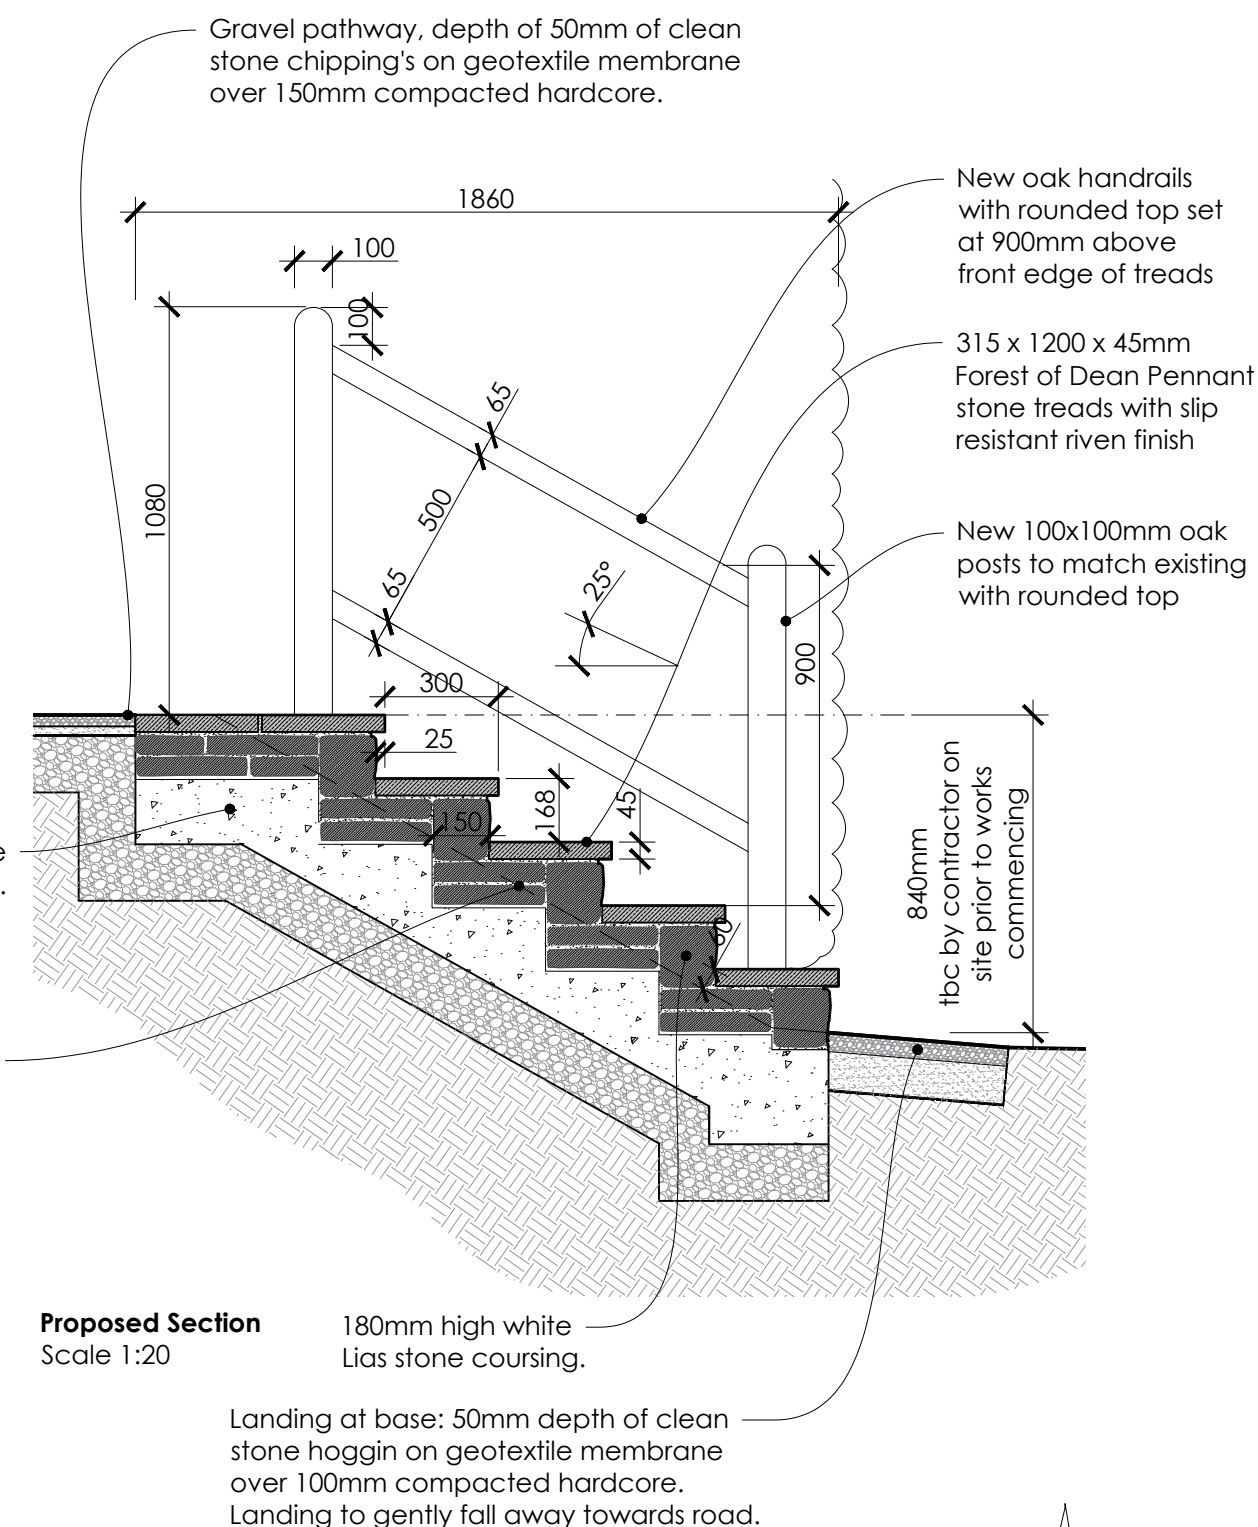 Gravel pathway, depth of 50mm of clean
stone chipping's on geotextile membrane
over 150mm compacted hardcore.
1860
New oak handrails
with rounded top set
at 900mm above
front edge of treads
100
100
315 x 1200 x 45mm
Forest of Dean Pennant
stone treads with slip
resistant riven finish
65
500
65
1080
New 100x100mm oak
posts to match existing
with rounded top
25°
900
300
25
168
45
150
840mm
tbc by contractor on
site prior to works
commencing
e
.
Proposed Section
Scale 1:20
180mm high white
Lias stone coursing.
Landing at base: 50mm depth of clean
stone hoggin on geotextile membrane
over 100mm compacted hardcore.
Landing to gently fall away towards road.